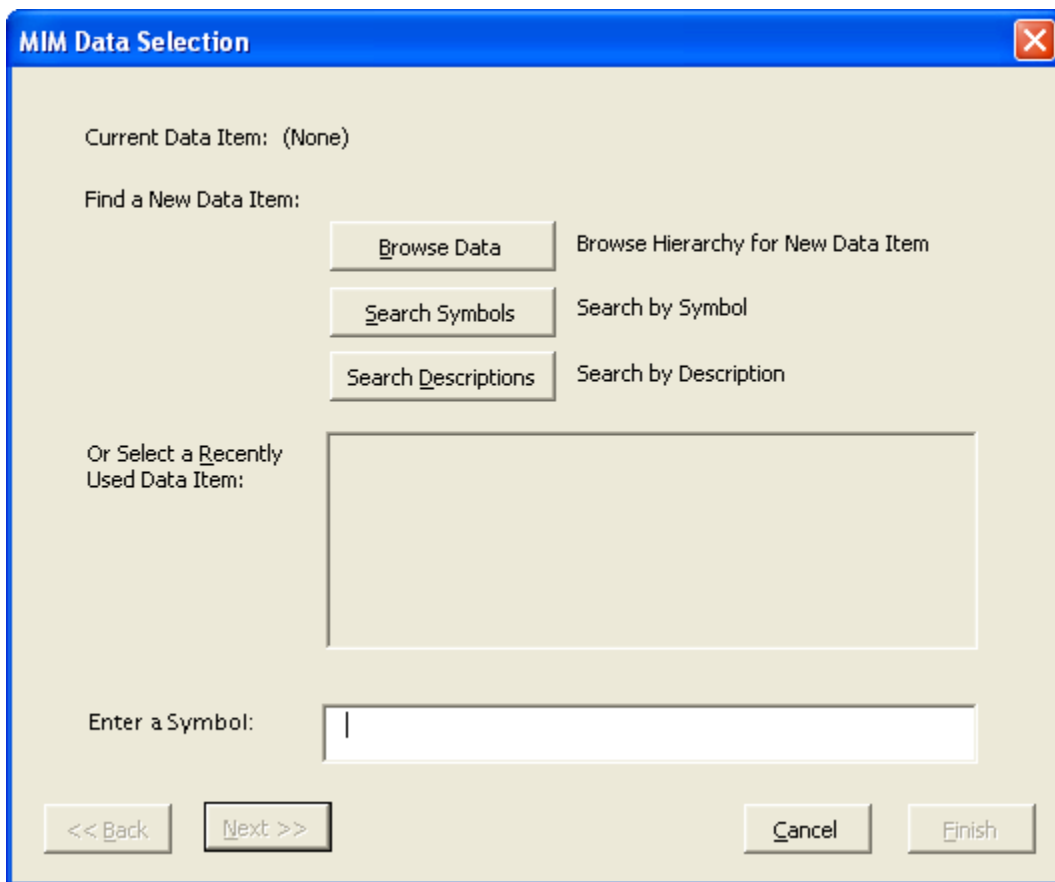 MIM Data Selection
Current Data Item: (None)
Find a New Data Item:
Browse Data
Browse Hierarchy for New Data Item
Search Symbols
Search by Symbol
Search Descriptions
Search by Description
Or Select a Recently
Used Data Item:
Enter a Symbol:
<< Back
Next >>
Cancel
Finish